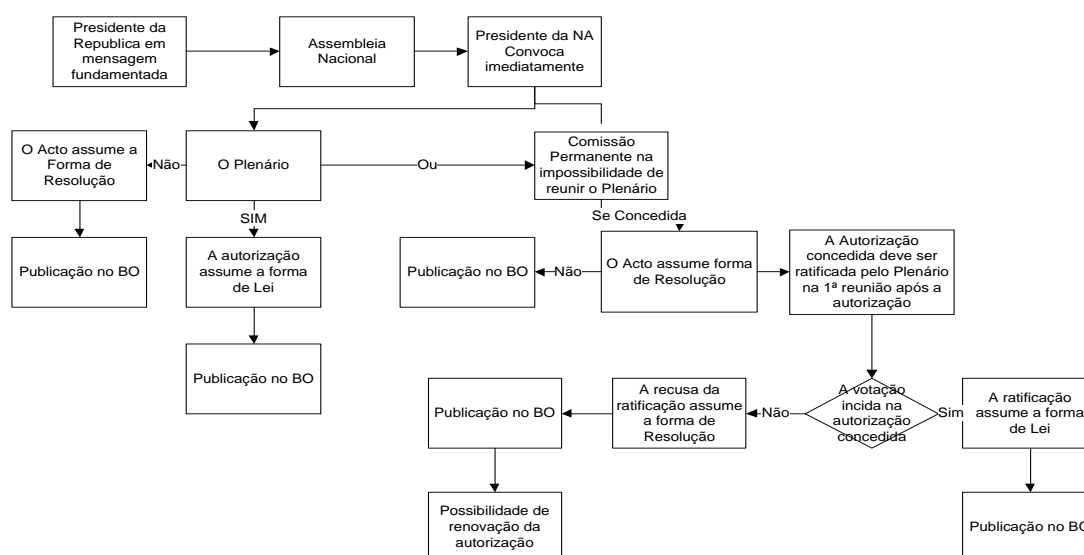 Presidente da
Republica em
mensagem
fundamentada
Assembleia
Nacional
Presidente da NA
Convoca
imediatamente
O Acto assume a
Forma de
Resolução
Não
O Plenário
Ou
Comissão
Permanente na
impossibilidade de
reunir o Plenário
SIM
Se Concedida
Publicação no BO
A autorização
assume a forma
de Lei
Publicação no BO
Não
O Acto assume forma
de Resolução
A Autorização
concedida deve ser
ratificada pelo Plenário
na 1ª reunião após a
autorização
Publicação no BO
Publicação no BO
A recusa da
ratificação assume
a forma de
Resolução
Não
A votação
incida na
autorização
concedida
Sim
A ratificação
assume a forma
de Lei
Possibilidade de
renovação da
autorização
Publicação no BO